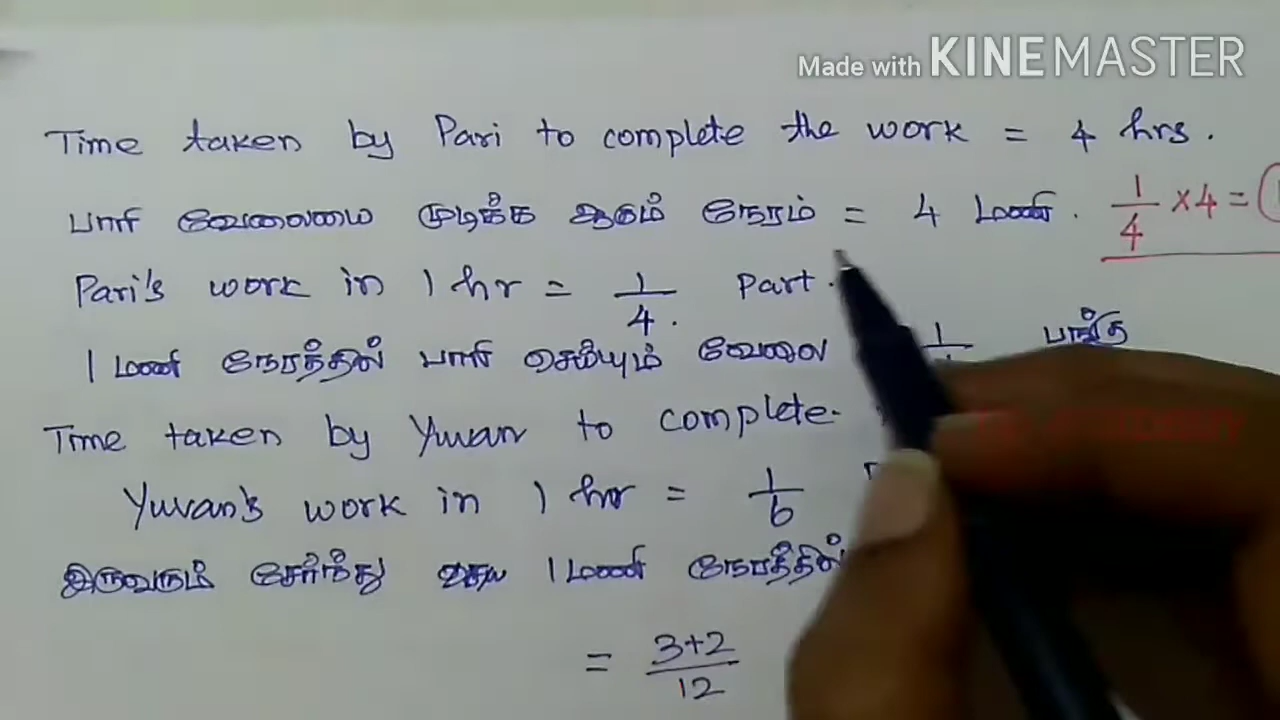 Made with KINEMASTER
Time taken by Pari to complete the work = 4 hrs.
பாரி வேலையை முடிக்க ஆகும் நேரம் = 4 மணி. 1/4 ×4 =
Pari's work in 1 hr = 1/4. Part.
1 மணி நேரத்தில் பாரி செய்யும் வேலை பங்கு
Time taken by Yuvan to complete
Yuvan's work in 1 hr = 1/6
இருவரும் சேர்ந்து 1 மணி நேரத்தில்
= 3+2/12